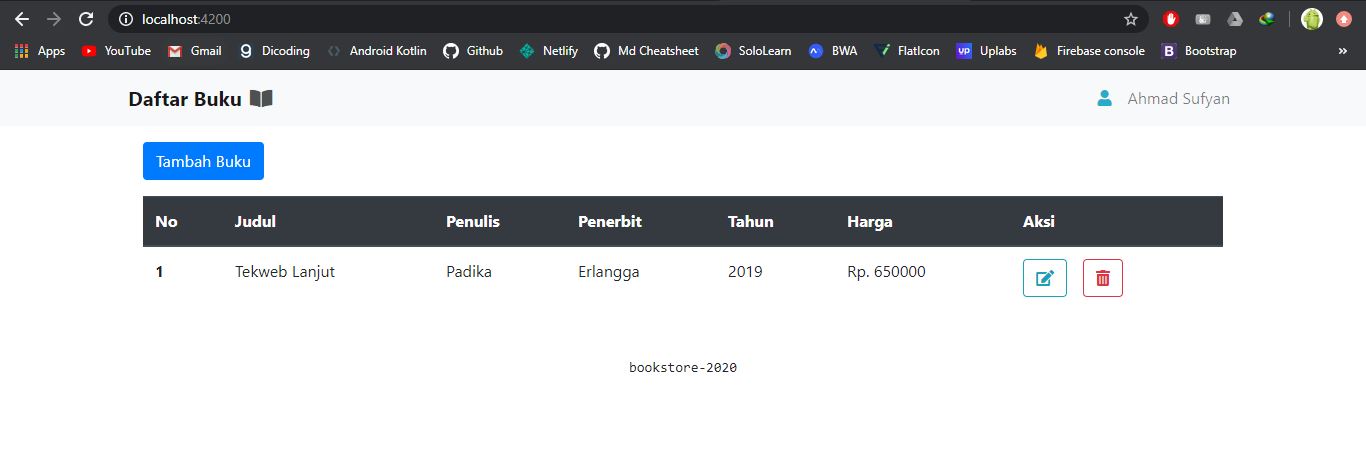 localhost:4200
Apps YouTube Gmail Dicoding Android Kotlin Github Netlify Md Cheatsheet SoloLearn BWA FlatIcon Uplabs Firebase console Bootstrap »
Daftar Buku Ahmad Sufyan
Tambah Buku
No Judul Penulis Penerbit Tahun Harga Aksi
1 Tekweb Lanjut Padika Erlangga 2019 Rp. 650000
bookstore-2020